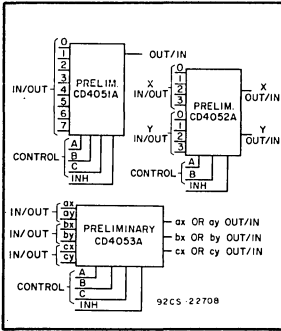 0
1
2
3
4
5
6
7
IN/OUT
PRELIM.
CD4051A
OUT/IN
CONTROL
A
B
C
INH
X
IN/OUT
0
1
2
3
Y
IN/OUT
0
1
2
3
PRELIM.
CD4052A
X
OUT/IN
Y
OUT/IN
CONTROL
A
B
INH
IN/OUT
ax
ay
IN/OUT
bx
by
IN/OUT
cx
cy
PRELIMINARY
CD4053A
ax OR ay OUT/IN
bx OR by OUT/IN
cx OR cy OUT/IN
CONTROL
A
B
C
INH
92CS-22708